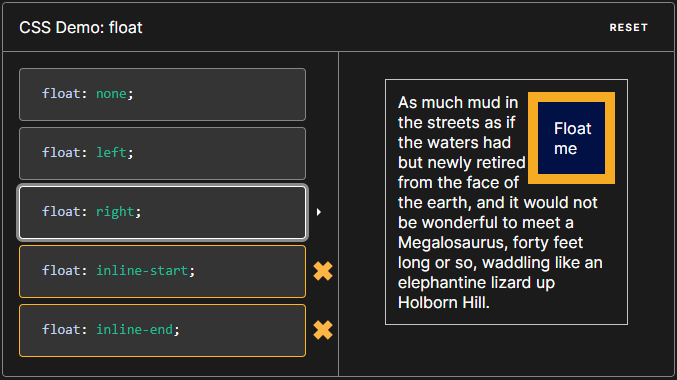 CSS Demo: float
RESET
float: none;
float: left;
float: right;
float: inline-start;
float: inline-end;
As much mud in
the streets as if
the waters had
but newly retired
from the face of
the earth, and it would not
be wonderful to meet a
Megalosaurus, forty feet
long or so, waddling like an
elephantine lizard up
Holborn Hill.
Float
me